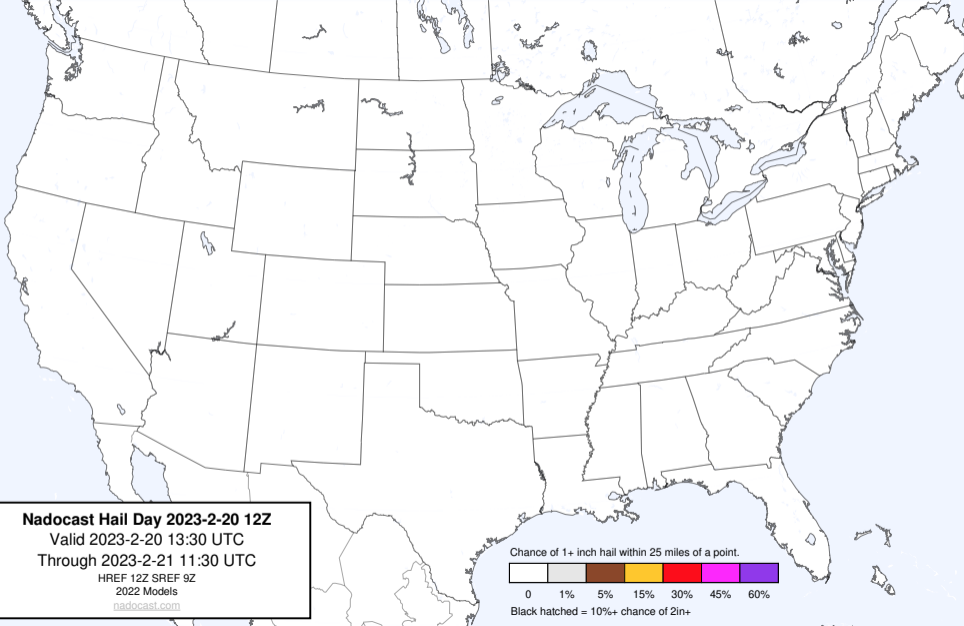 Nadocast Hail Day 2023-2-20 12Z
Valid 2023-2-20 13:30 UTC
Through 2023-2-21 11:30 UTC
HREF 12Z SREF 9Z
2022 Models
nadocast.com
Chance of 1+ inch hail within 25 miles of a point.
0 1% 5% 15% 30% 45% 60%
Black hatched = 10%+ chance of 2in+